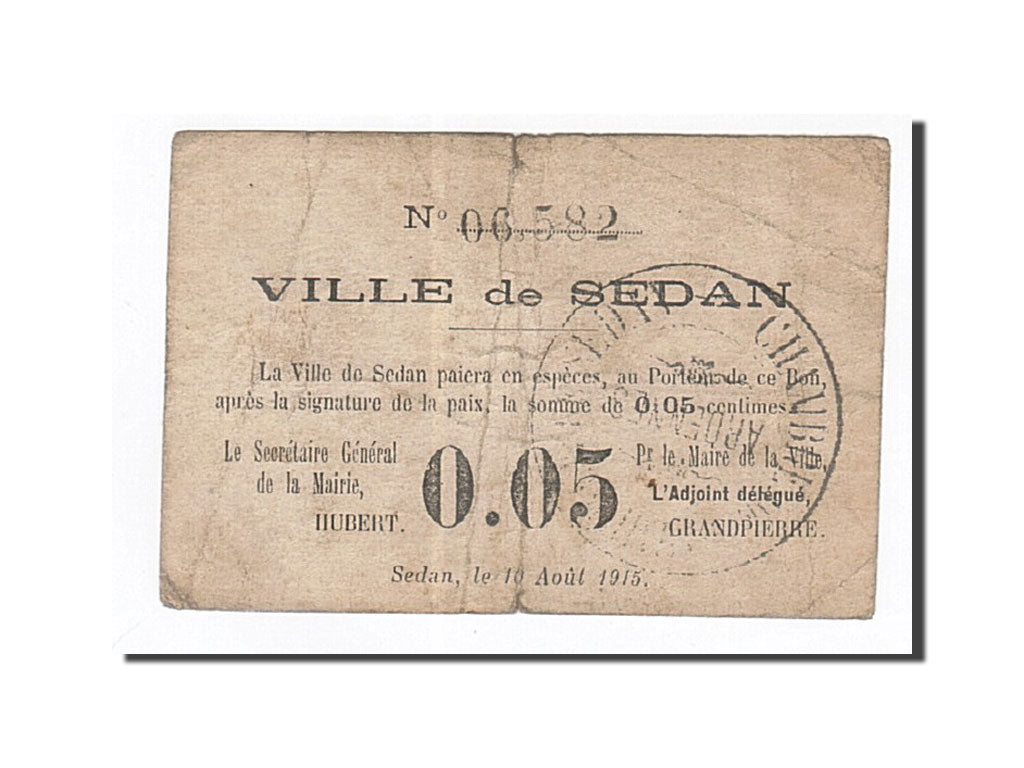 N° 06.582
VILLE de SEDAN
La Ville de Sedan paiera en espèces, au Porteur de ce Bon,
après la signature de la paix, la somme de 0.05 centimes.
Le Secrétaire Général
de la Mairie,
HUBERT.
0.05
Pr le Maire de la Ville,
L'Adjoint délégué,
GRANDPIERRE.
Sedan, le 10 Août 1915.
CHAMBRE